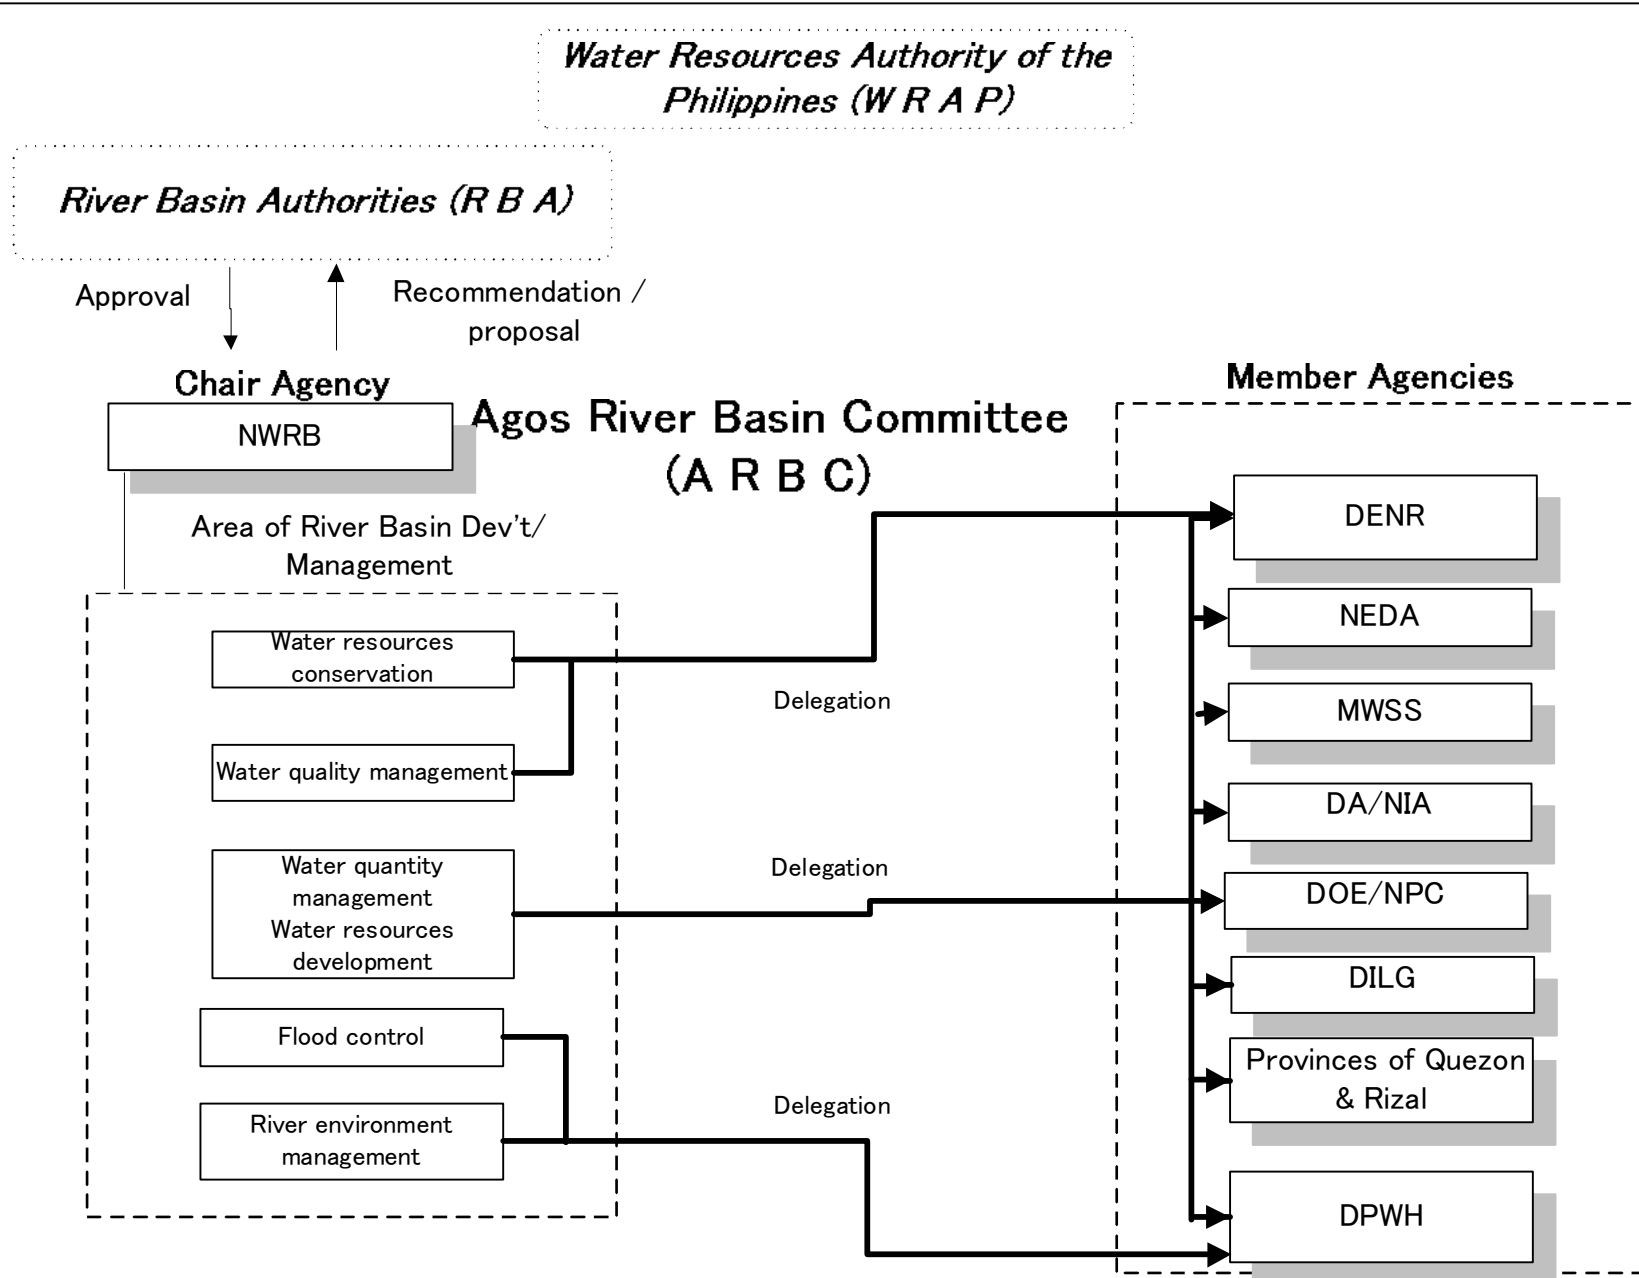 Water Resources Authority of the
Philippines (W R A P)
River Basin Authorities (R B A)
Approval
Recommendation /
proposal
Chair Agency
NWRB
Agos River Basin Committee
(A R B C)
Member Agencies
Area of River Basin Dev't/
Management
Water resources
conservation
Water quality management
Water quantity
management
Water resources
development
Flood control
River environment
management
Delegation
Delegation
Delegation
DENR
NEDA
MWSS
DA/NIA
DOE/NPC
DILG
Provinces of Quezon
& Rizal
DPWH